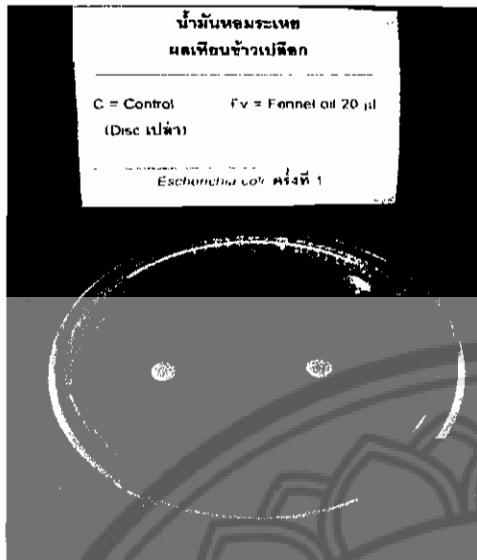 น้ำมันหอมระเหย
ผลเทียนข้าวเปลือก
C = Control Fv = Fennel oil 20 µl
(Disc เปล่า)
Escherichia coli ครั้งที่ 1